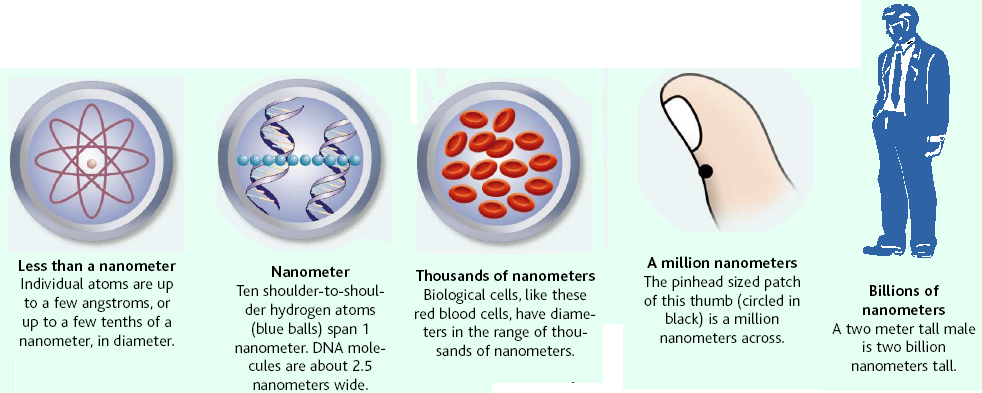 Less than a nanometer
Individual atoms are up
to a few angstroms, or
up to a few tenths of a
nanometer, in diameter.
Nanometer
Ten shoulder-to-shoul-
der hydrogen atoms
(blue balls) span 1
nanometer. DNA mole-
cules are about 2.5
nanometers wide.
Thousands of nanometers
Biological cells, like these
red blood cells, have diame-
ters in the range of thou-
sands of nanometers.
A million nanometers
The pinhead sized patch
of this thumb (circled in
black) is a million
nanometers across.
Billions of
nanometers
A two meter tall male
is two billion
nanometers tall.